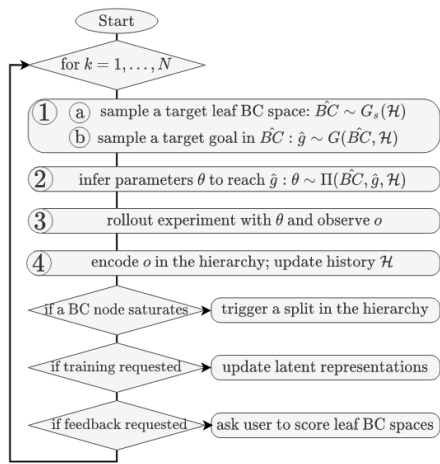 Start
for k = 1, . . . , N
1 a sample a target leaf BC space: B̂C ∼ G_s(ℋ)
b sample a target goal in B̂C : ĝ ∼ G(B̂C, ℋ)
2 infer parameters θ to reach ĝ : θ ∼ Π(B̂C, ĝ, ℋ)
3 rollout experiment with θ and observe o
4 encode o in the hierarchy; update history ℋ
if a BC node saturates
trigger a split in the hierarchy
if training requested
update latent representations
if feedback requested
ask user to score leaf BC spaces